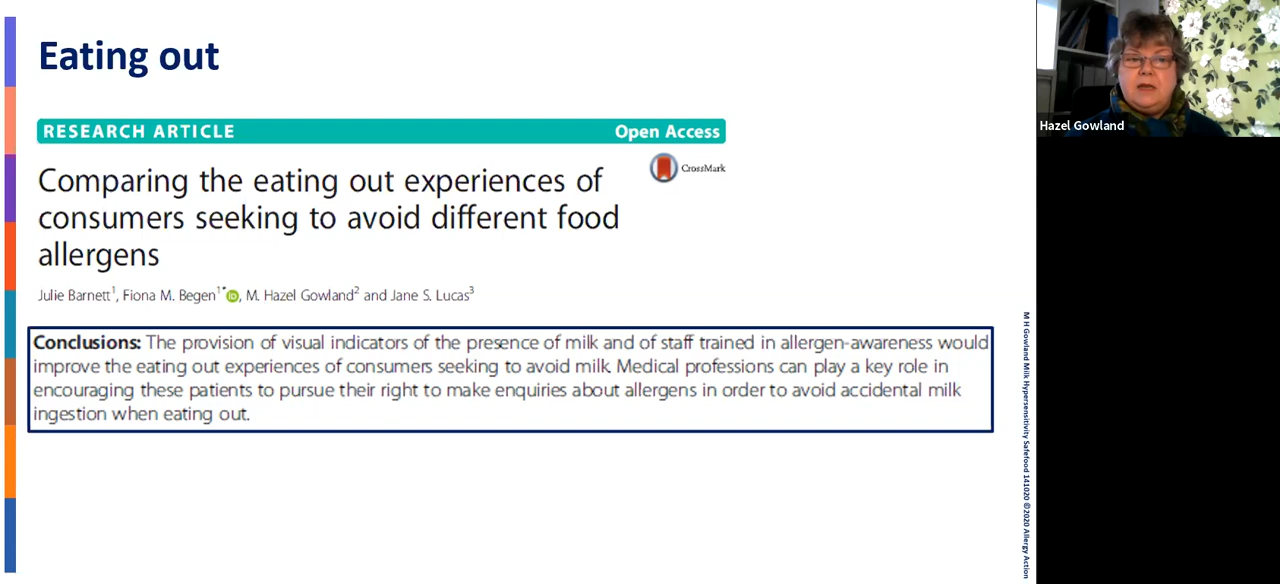 Eating out
RESEARCH ARTICLE Open Access
CrossMark
Comparing the eating out experiences of
consumers seeking to avoid different food
allergens
Julie Barnett1, Fiona M. Begen1* iD, M. Hazel Gowland2 and Jane S. Lucas3
Conclusions: The provision of visual indicators of the presence of milk and of staff trained in allergen-awareness would
improve the eating out experiences of consumers seeking to avoid milk. Medical professions can play a key role in
encouraging these patients to pursue their right to make enquiries about allergens in order to avoid accidental milk
ingestion when eating out.
M H Gowland Milk Hypersensitivity Safefood 141020 ©2020 Allergy Action
Hazel Gowland